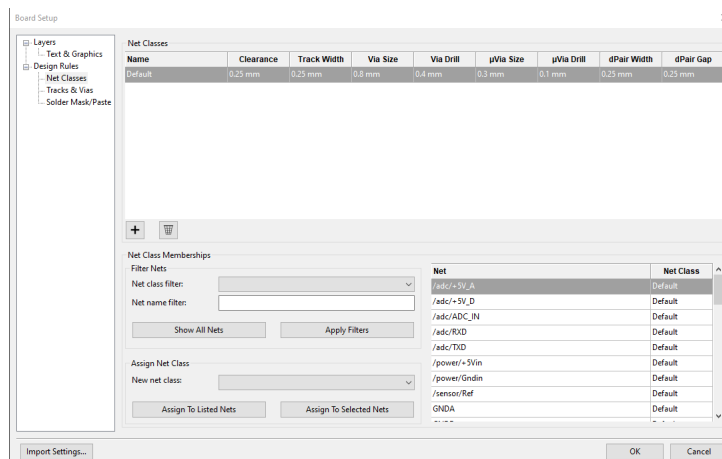 Board Setup
Layers
Text & Graphics
Design Rules
Net Classes
Tracks & Vias
Solder Mask/Paste
Net Classes
Name Clearance Track Width Via Size Via Drill µVia Size µVia Drill dPair Width dPair Gap
Default 0.25 mm 0.25 mm 0.8 mm 0.4 mm 0.3 mm 0.1 mm 0.25 mm 0.25 mm
+
Net Class Memberships
Filter Nets
Net class filter:
Net name filter:
Show All Nets Apply Filters
Assign Net Class
New net class:
Assign To Listed Nets Assign To Selected Nets
Net Net Class
/adc/+5V_A Default
/adc/+5V_D Default
/adc/ADC_IN Default
/adc/RXD Default
/adc/TXD Default
/power/+5Vin Default
/power/Gndin Default
/sensor/Ref Default
GNDA Default
Import Settings... OK Cancel